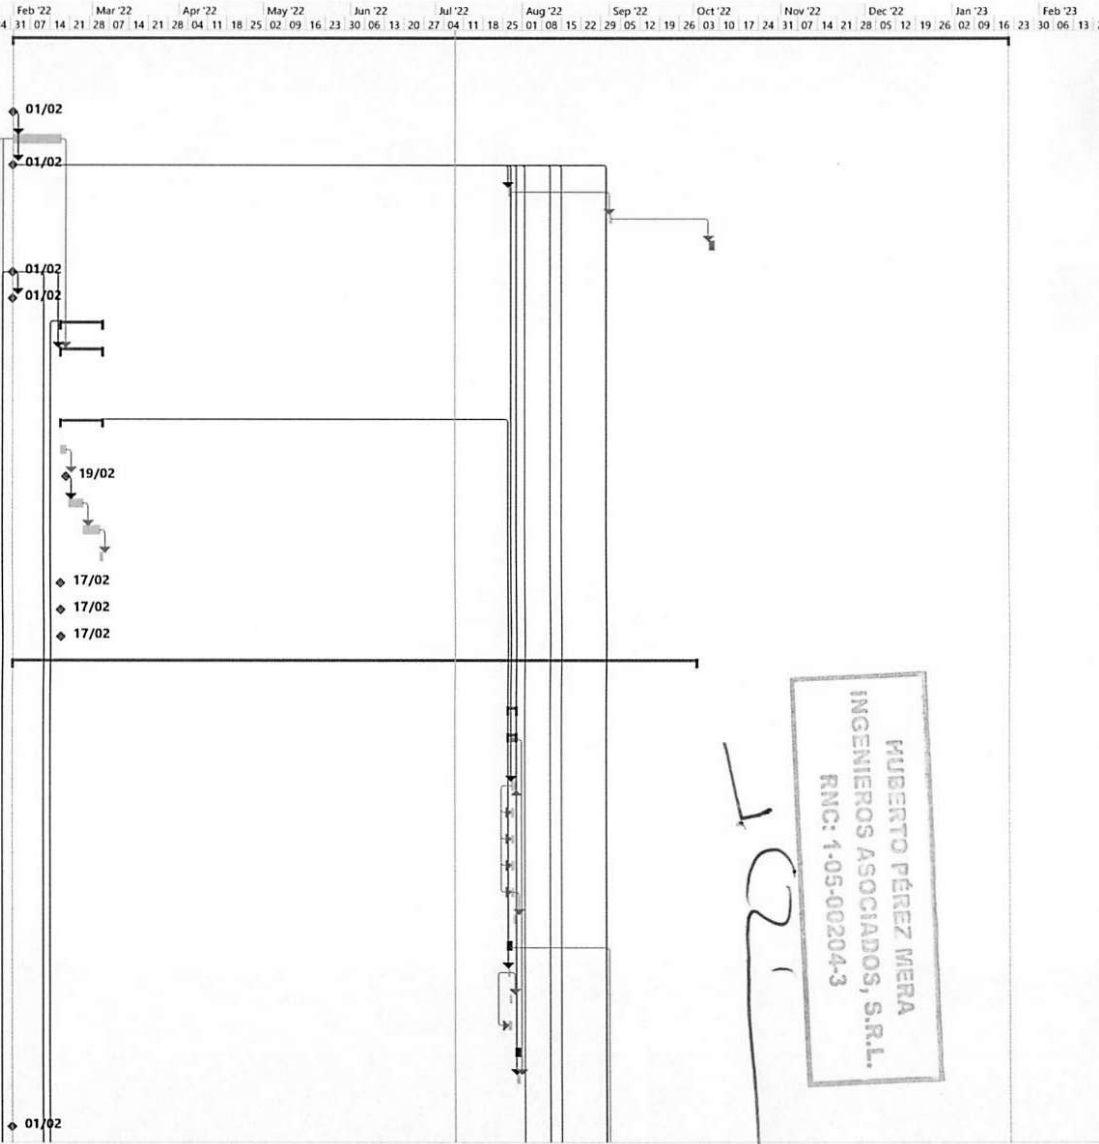 Feb '22 Mar '22 Apr '22 May '22 Jun '22 Jul '22 Aug '22 Sep '22 Oct '22 Nov '22 Dec '22 Jan '23 Feb '23
4 31 07 14 21 28 07 14 21 28 04 11 18 25 02 09 16 23 30 06 13 20 27 04 11 18 25 01 08 15 22 29 05 12 19 26 03 10 17 24 31 07 14 21 28 05 12 19 26 02 09 16 23 30 06 13
01/02
01/02
01/02
01/02
19/02
17/02
17/02
17/02
HUBERTO PÉREZ MERA
INGENIEROS ASOCIADOS, S.R.L.
RNC: 1-05-00204-3
01/02